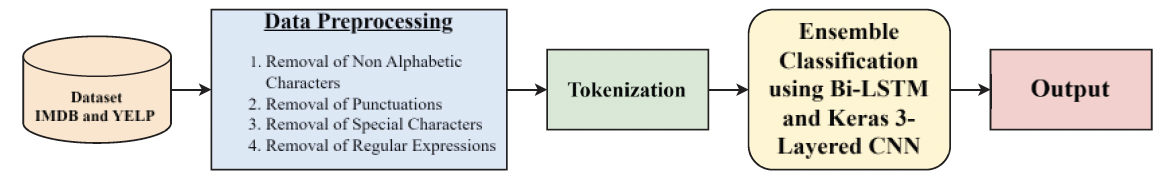 Dataset
IMDB and YELP
Data Preprocessing
1. Removal of Non Alphabetic
Characters
2. Removal of Punctuations
3. Removal of Special Characters
4. Removal of Regular Expressions
Tokenization
Ensemble
Classification
using Bi-LSTM
and Keras 3-
Layered CNN
Output